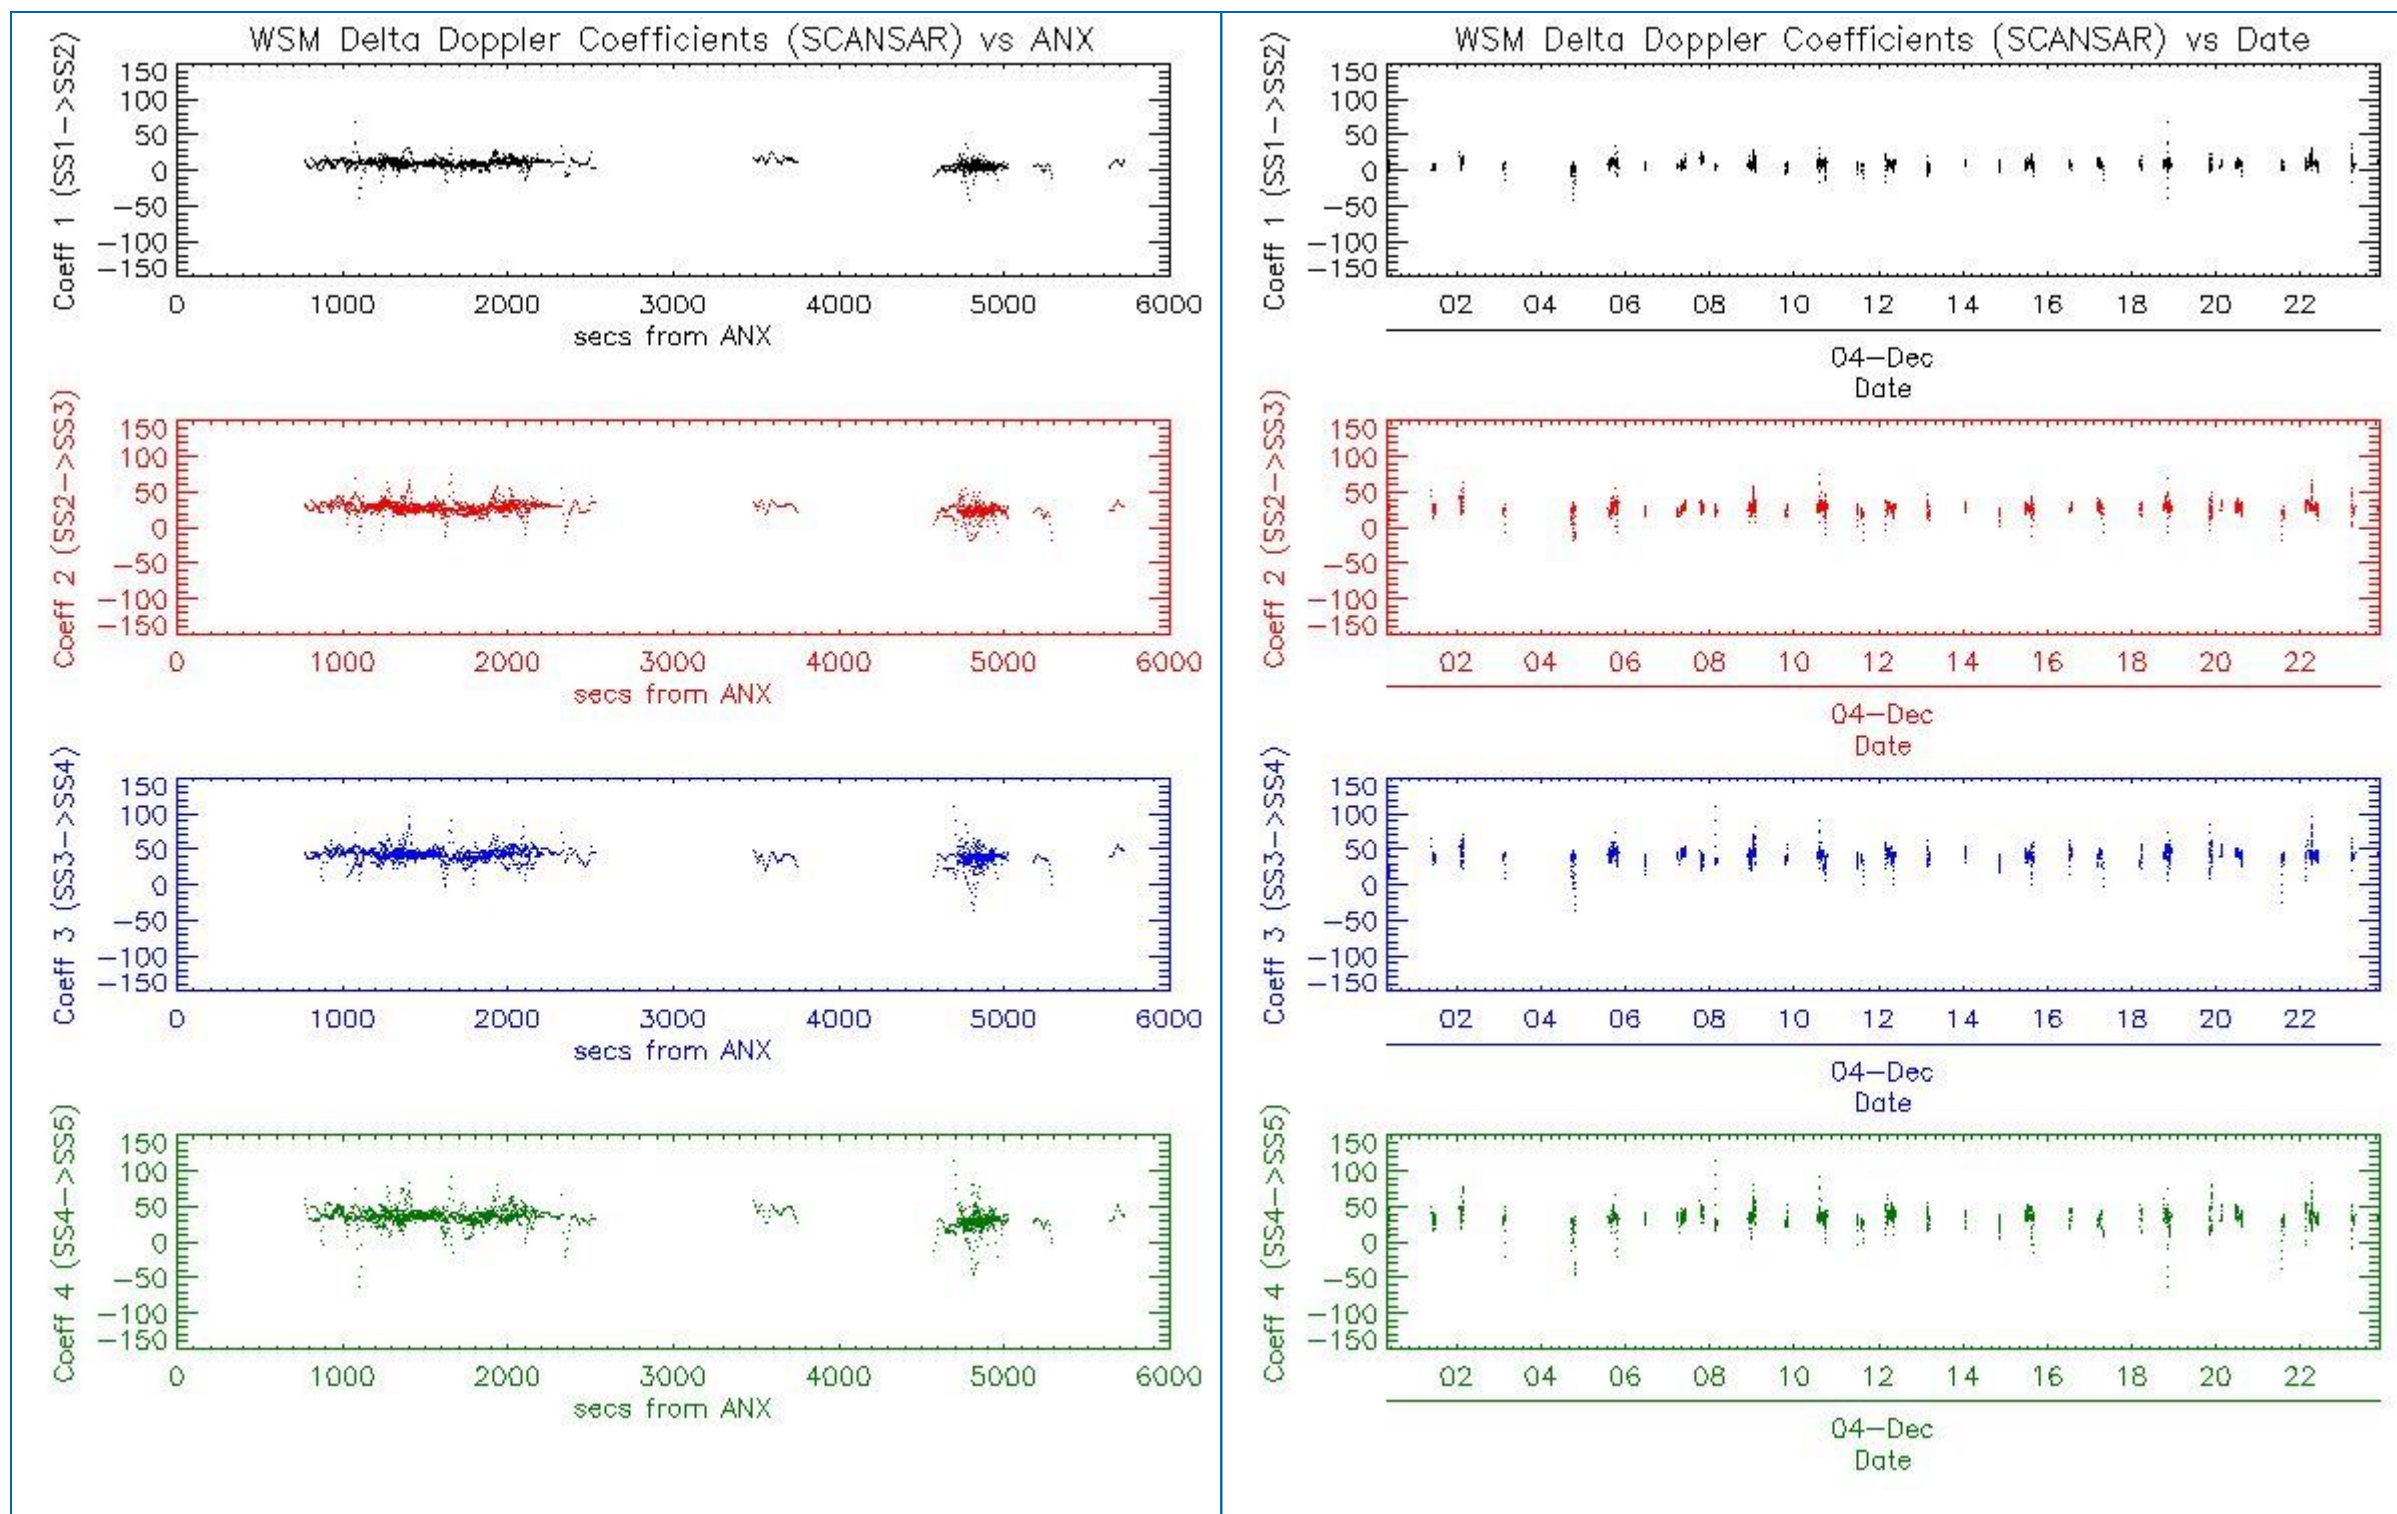 WSM Delta Doppler Coefficients (SCANSAR) vs ANX
Coeff 1 (SS1->SS2)
150
100
50
0
-50
-100
-150
0 1000 2000 3000 4000 5000 6000
secs from ANX
Coeff 2 (SS2->SS3)
150
100
50
0
-50
-100
-150
0 1000 2000 3000 4000 5000 6000
secs from ANX
Coeff 3 (SS3->SS4)
150
100
50
0
-50
-100
-150
0 1000 2000 3000 4000 5000 6000
secs from ANX
Coeff 4 (SS4->SS5)
150
100
50
0
-50
-100
-150
0 1000 2000 3000 4000 5000 6000
secs from ANX
WSM Delta Doppler Coefficients (SCANSAR) vs Date
Coeff 1 (SS1->SS2)
150
100
50
0
-50
-100
-150
02 04 06 08 10 12 14 16 18 20 22
04-Dec
Date
Coeff 2 (SS2->SS3)
150
100
50
0
-50
-100
-150
02 04 06 08 10 12 14 16 18 20 22
04-Dec
Date
Coeff 3 (SS3->SS4)
150
100
50
0
-50
-100
-150
02 04 06 08 10 12 14 16 18 20 22
04-Dec
Date
Coeff 4 (SS4->SS5)
150
100
50
0
-50
-100
-150
02 04 06 08 10 12 14 16 18 20 22
04-Dec
Date